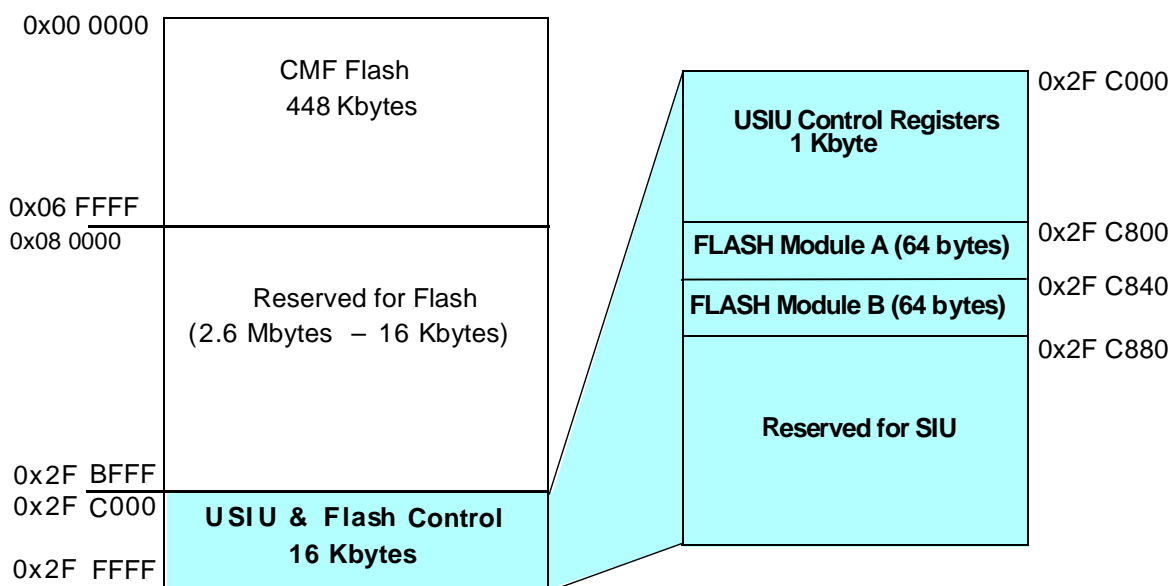 0x00 0000
CMF Flash
448 Kbytes
0x06 FFFF
0x08 0000
Reserved for Flash
(2.6 Mbytes – 16 Kbytes)
0x2F BFFF
0x2F C000
USIU & Flash Control
16 Kbytes
0x2F FFFF
0x2F C000
USIU Control Registers
1 Kbyte
0x2F C800
FLASH Module A (64 bytes)
0x2F C840
FLASH Module B (64 bytes)
0x2F C880
Reserved for SIU